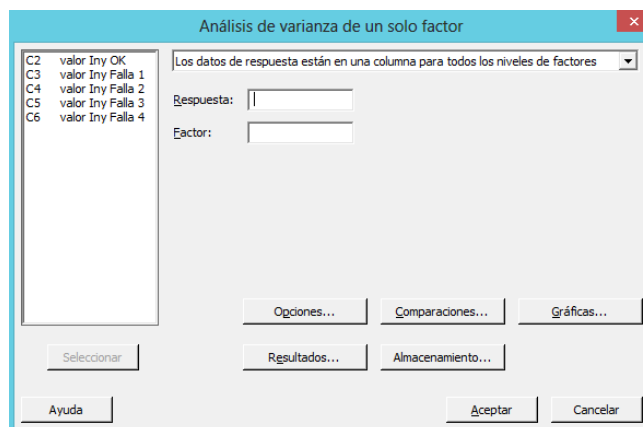 Análisis de varianza de un solo factor
x
C2 valor Iny OK
C3 valor Iny Falla 1
C4 valor Iny Falla 2
C5 valor Iny Falla 3
C6 valor Iny Falla 4
Los datos de respuesta están en una columna para todos los niveles de factores
Respuesta:
Factor:
Opciones... Comparaciones... Gráficas...
Seleccionar Resultados... Almacenamiento...
Ayuda Aceptar Cancelar